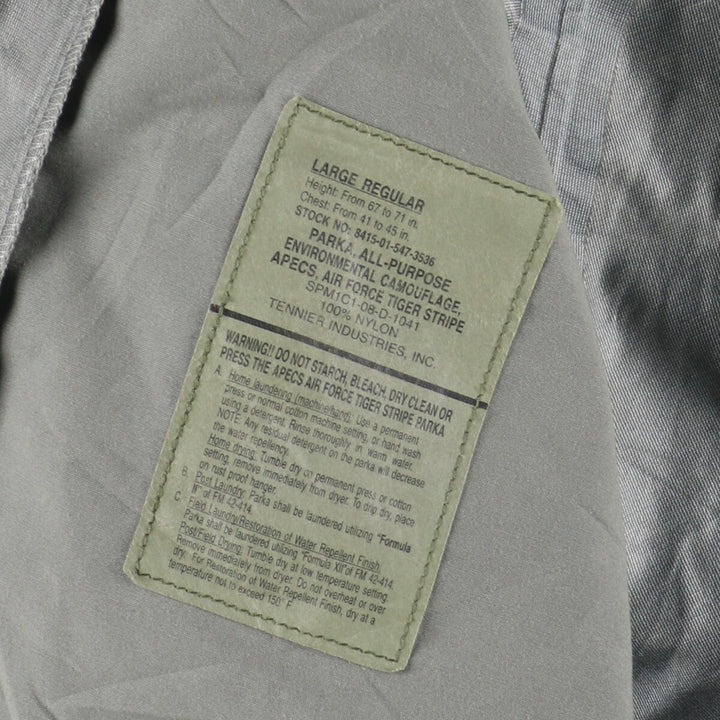 LARGE REGULAR
Height: From 67 to 71 in.
Chest: From 41 to 45 in.
STOCK NO: 8415-01-547-3536
PARKA, ALL-PURPOSE
ENVIRONMENTAL CAMOUFLAGE,
APECS, AIR FORCE TIGER STRIPE
SPM1C1-08-D-1041
100% NYLON
TENNIER INDUSTRIES, INC.
WARNING!! DO NOT STARCH, BLEACH, DRY CLEAN OR
PRESS THE APECS AIR FORCE TIGER STRIPE PARKA
A. Home laundering (machine/hand): Use a permanent
press or normal cotton machine setting, or hand wash
using a detergent. Rinse thoroughly in warm water.
NOTE: Any residual detergent on the parka will decrease
the water repellency.
Home drying: Tumble dry on permanent press or cotton
setting, remove immediately from dryer. To drip dry, place
on rust proof hanger.
B. Post Laundry: Parka shall be laundered utilizing "Formula
II" of FM 42-414.
C. Field Laundry/Restoration of Water Repellent Finish.
Parka shall be laundered utilizing "Formula XII" of FM 42-414.
Post/Field Drying: Tumble dry at low temperature setting.
Remove immediately from dryer. Do not overheat or over
dry. For Restoration of Water Repellent Finish, dry at a
temperature not to exceed 150° F.